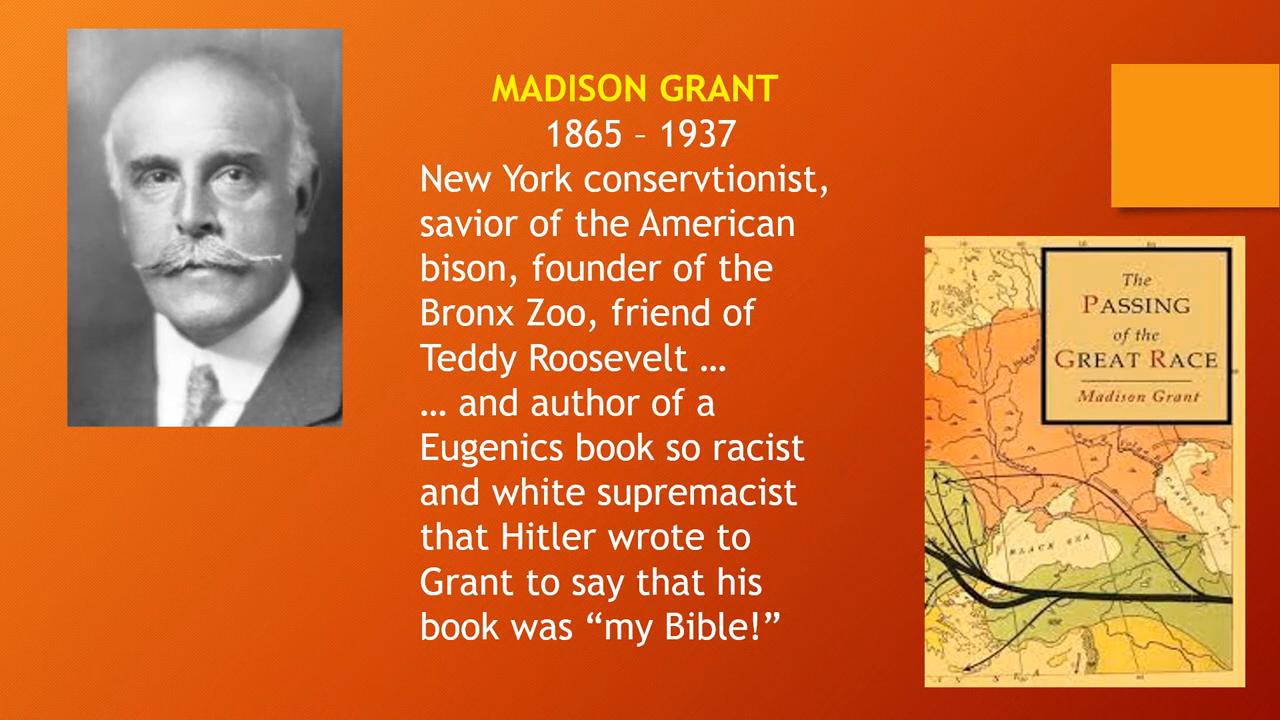 MADISON GRANT
1865 – 1937
New York conservtionist,
savior of the American
bison, founder of the
Bronx Zoo, friend of
Teddy Roosevelt …
… and author of a
Eugenics book so racist
and white supremacist
that Hitler wrote to
Grant to say that his
book was “my Bible!”
The
PASSING
of the
GREAT RACE
Madison Grant
BLACK SEA